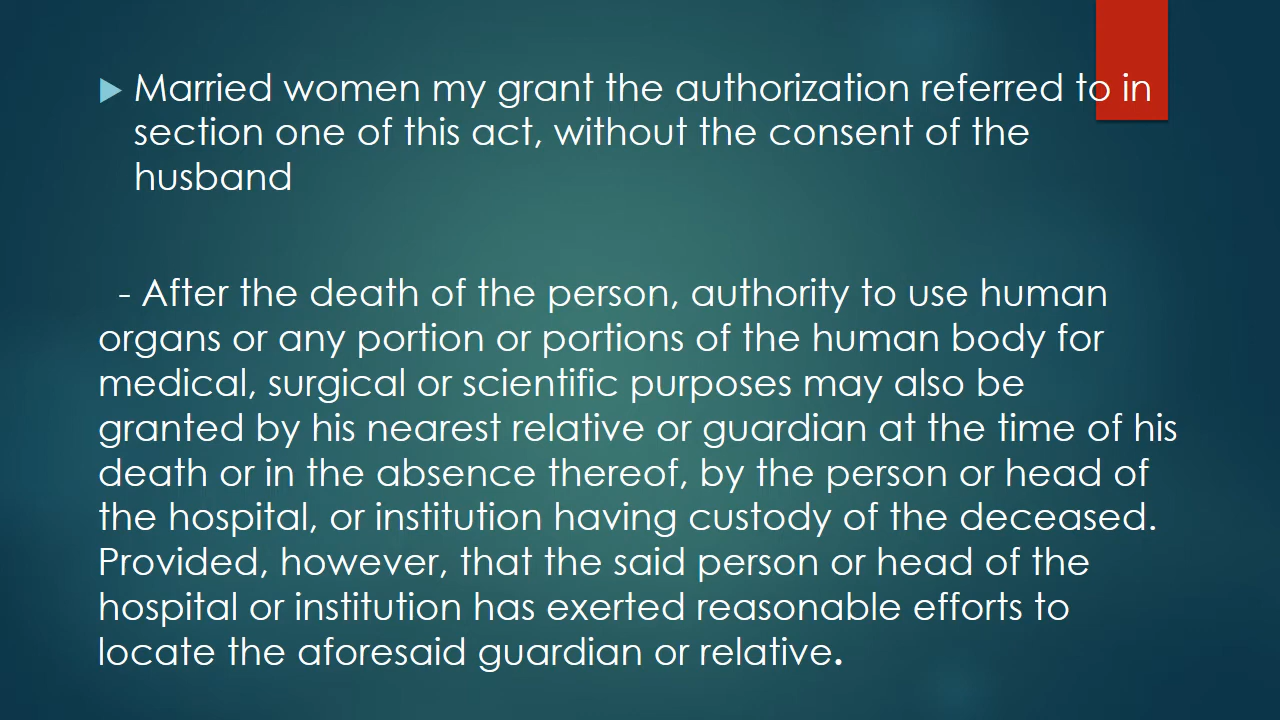 Married women my grant the authorization referred to in
section one of this act, without the consent of the
husband
- After the death of the person, authority to use human
organs or any portion or portions of the human body for
medical, surgical or scientific purposes may also be
granted by his nearest relative or guardian at the time of his
death or in the absence thereof, by the person or head of
the hospital, or institution having custody of the deceased.
Provided, however, that the said person or head of the
hospital or institution has exerted reasonable efforts to
locate the aforesaid guardian or relative.